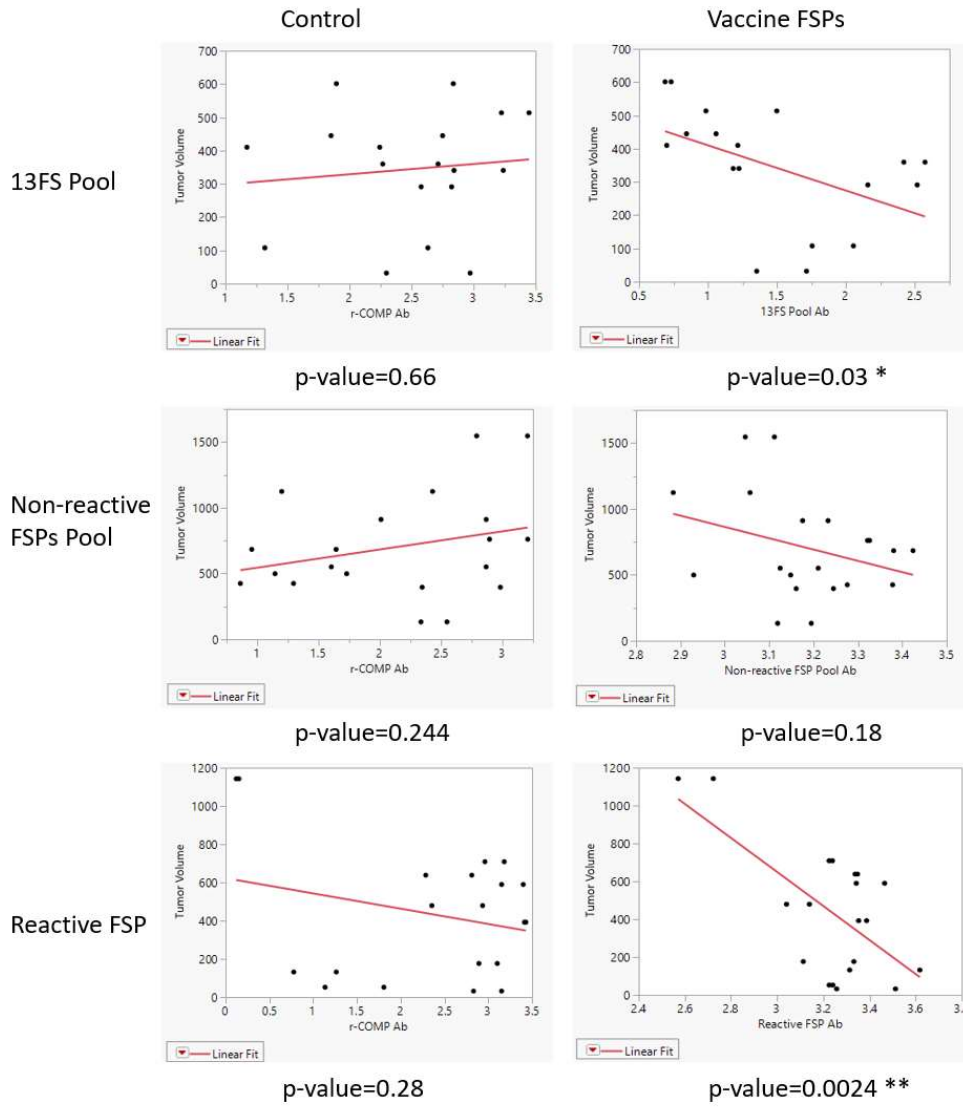 Control
Vaccine FSPs
13FS Pool
Tumor Volume
700
600
500
400
300
200
100
0
1
1.5
2
2.5
3
3.5
r-COMP Ab
Linear Fit
p-value=0.66
Tumor Volume
700
600
500
400
300
200
100
0
0.5
1
1.5
2
2.5
13FS Pool Ab
Linear Fit
p-value=0.03 *
Non-reactive
FSPs Pool
Tumor Volume
1500
1000
500
0
1
1.5
2
2.5
3
r-COMP Ab
Linear Fit
p-value=0.244
Tumor Volume
1500
1000
500
0
2.8
2.9
3
3.1
3.2
3.3
3.4
3.5
Non-reactive FSP Pool Ab
Linear Fit
p-value=0.18
Reactive FSP
Tumor Volume
1200
1000
800
600
400
200
0
0
0.5
1
1.5
2
2.5
3
3.5
r-COMP Ab
Linear Fit
p-value=0.28
Tumor Volume
1200
1000
800
600
400
200
0
2.4
2.6
2.8
3
3.2
3.4
3.6
Reactive FSP Ab
Linear Fit
p-value=0.0024 **